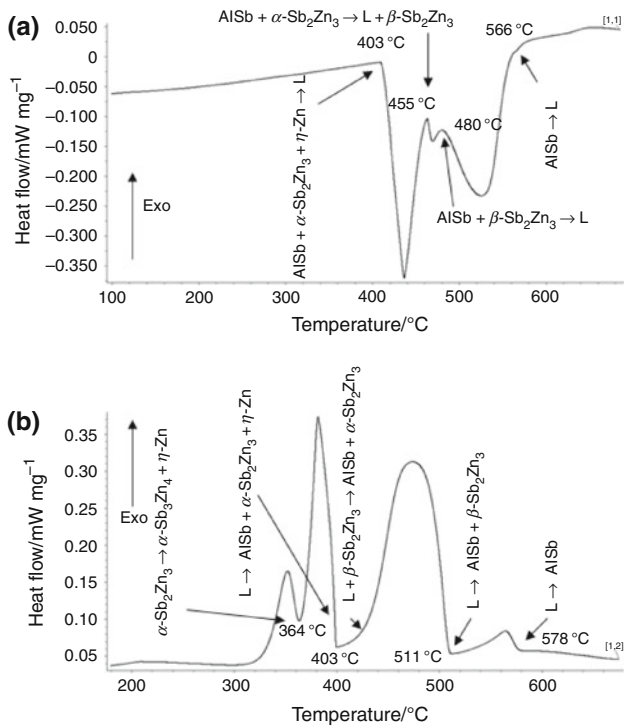 (a)
AlSb + α-Sb₂Zn₃ → L + β-Sb₂Zn₃
[1,1]
403 °C
566 °C
455 °C
480 °C
AlSb + α-Sb₂Zn₃ + η-Zn → L
AlSb → L
AlSb + β-Sb₂Zn₃ → L
Exo
Heat flow/mW mg⁻¹
0.050
0
−0.050
−0.100
−0.150
−0.200
−0.250
−0.300
−0.350
100
200
300
400
500
600
Temperature/°C
(b)
Exo
α-Sb₂Zn₃ → α-Sb₃Zn₄ + η-Zn
L → AlSb + α-Sb₂Zn₃ + η-Zn
L + β-Sb₂Zn₃ → AlSb + α-Sb₂Zn₃
L → AlSb + β-Sb₂Zn₃
L → AlSb
364 °C
403 °C
511 °C
578 °C
[1,2]
Heat flow/mW mg⁻¹
0.35
0.30
0.25
0.20
0.15
0.10
0.05
200
300
400
500
600
Temperature/°C